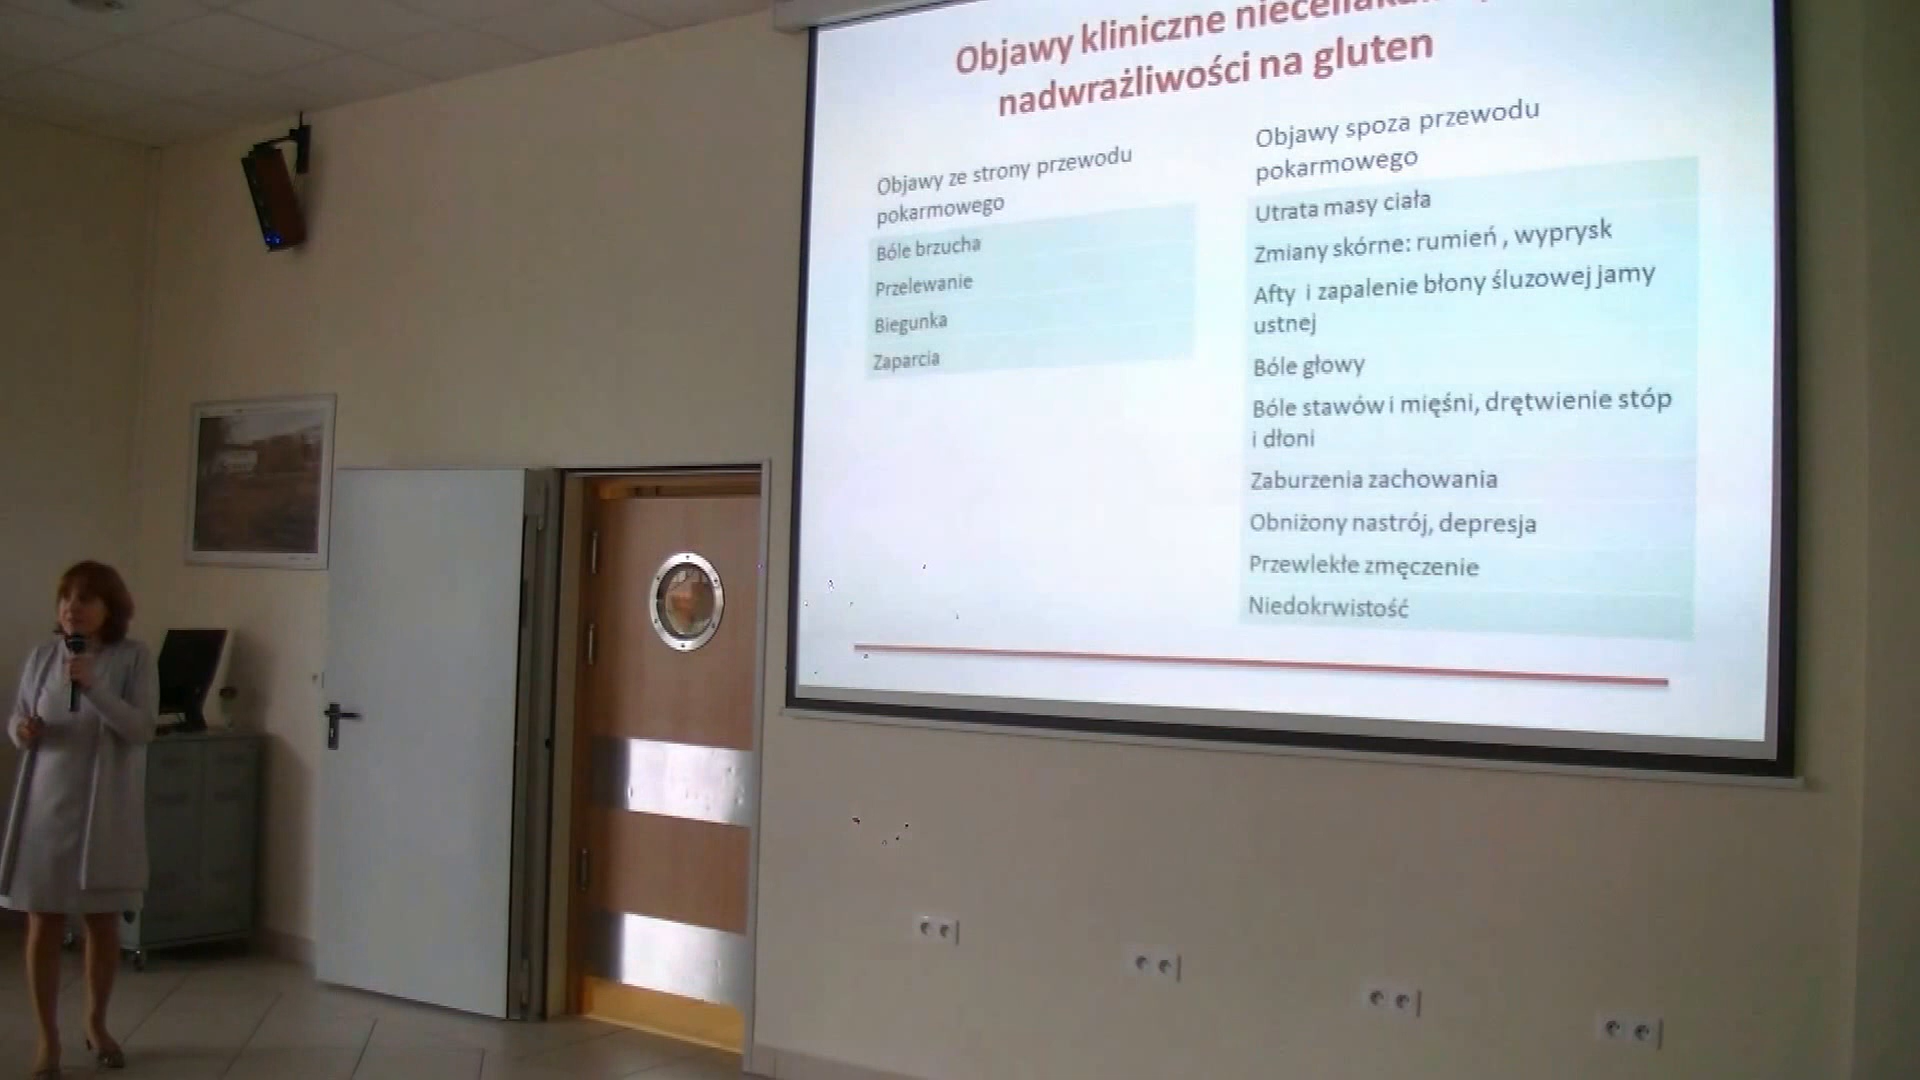 Objawy kliniczne
nadwrażliwości na gluten
Objawy ze strony przewodu
pokarmowego
Bóle brzucha
Przelewanie
Biegunka
Zaparcia
Objawy spoza przewodu
pokarmowego
Utrata masy ciała
Zmiany skórne: rumień , wyprysk
Afty i zapalenie błony śluzowej jamy
ustnej
Bóle głowy
Bóle stawów i mięśni, drętwienie stóp
i dłoni
Zaburzenia zachowania
Obniżony nastrój, depresja
Przewlekłe zmęczenie
Niedokrwistość